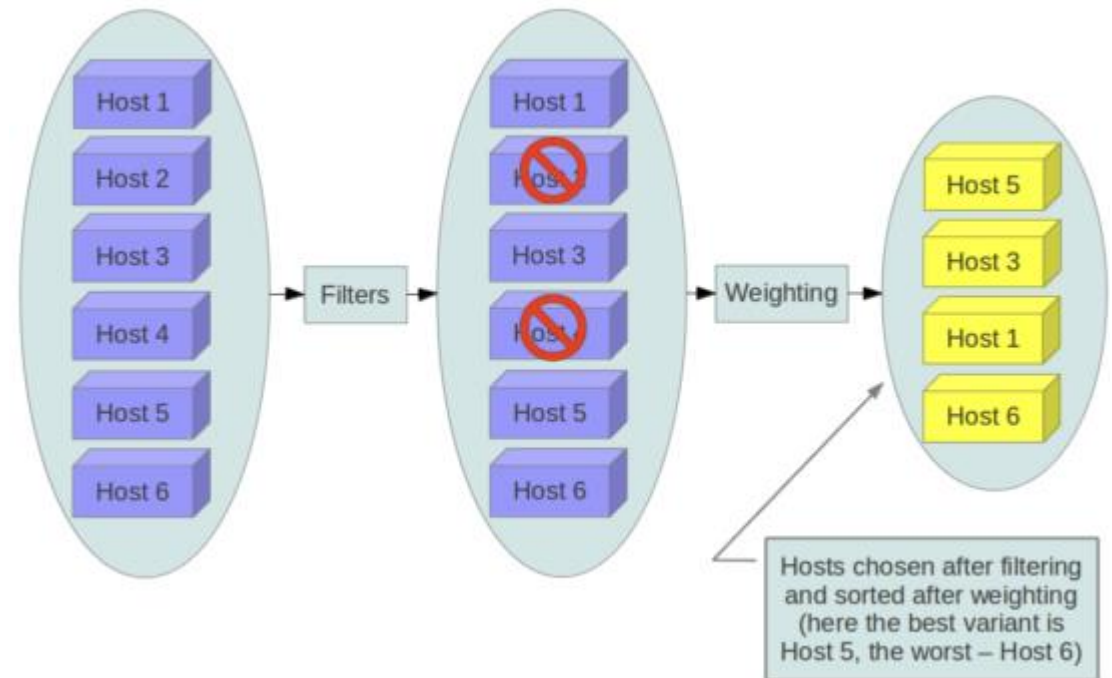 Host 1
Host 2
Host 3
Host 4
Host 5
Host 6
Filters
Host 1
Host
Host 3
Host
Host 5
Host 6
Weighting
Host 5
Host 3
Host 1
Host 6
Hosts chosen after filtering
and sorted after weighting
(here the best variant is
Host 5, the worst – Host 6)